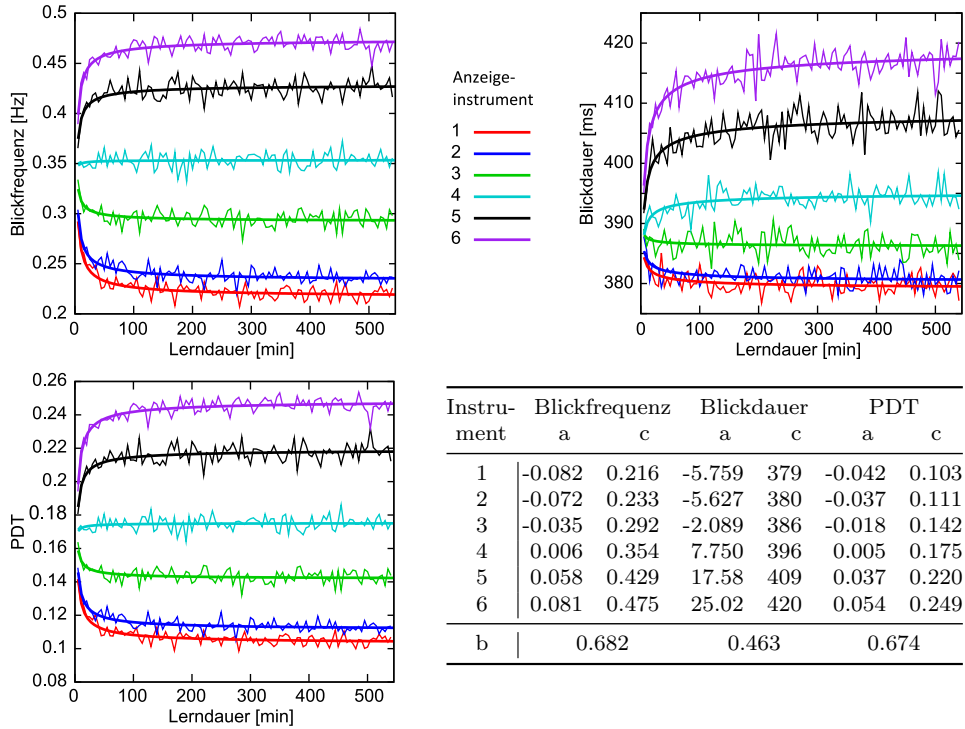 0.5
0.45
0.4
0.35
0.3
0.25
0.2
Blickfrequenz [Hz]
0 100 200 300 400 500
Lerndauer [min]
Anzeige-
instrument
1
2
3
4
5
6
420
410
400
390
380
Blickdauer [ms]
0 100 200 300 400 500
Lerndauer [min]
0.26
0.24
0.22
0.2
0.18
0.16
0.14
0.12
0.1
0.08
PDT
0 100 200 300 400 500
Lerndauer [min]
Instru- Blickfrequenz Blickdauer PDT
ment a c a c a c
1 -0.082 0.216 -5.759 379 -0.042 0.103
2 -0.072 0.233 -5.627 380 -0.037 0.111
3 -0.035 0.292 -2.089 386 -0.018 0.142
4 0.006 0.354 7.750 396 0.005 0.175
5 0.058 0.429 17.58 409 0.037 0.220
6 0.081 0.475 25.02 420 0.054 0.249
b 0.682 0.463 0.674